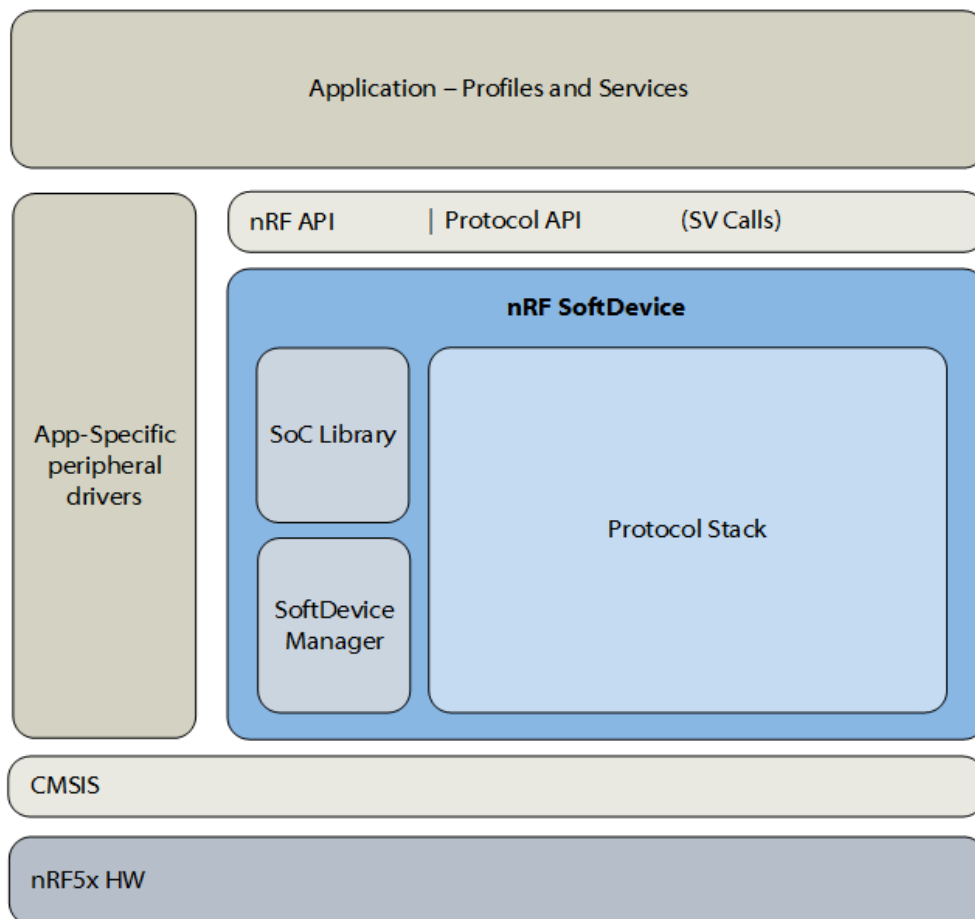 Application – Profiles and Services
nRF API | Protocol API (SV Calls)
nRF SoftDevice
App-Specific
peripheral
drivers
SoC Library
Protocol Stack
SoftDevice
Manager
CMSIS
nRF5x HW